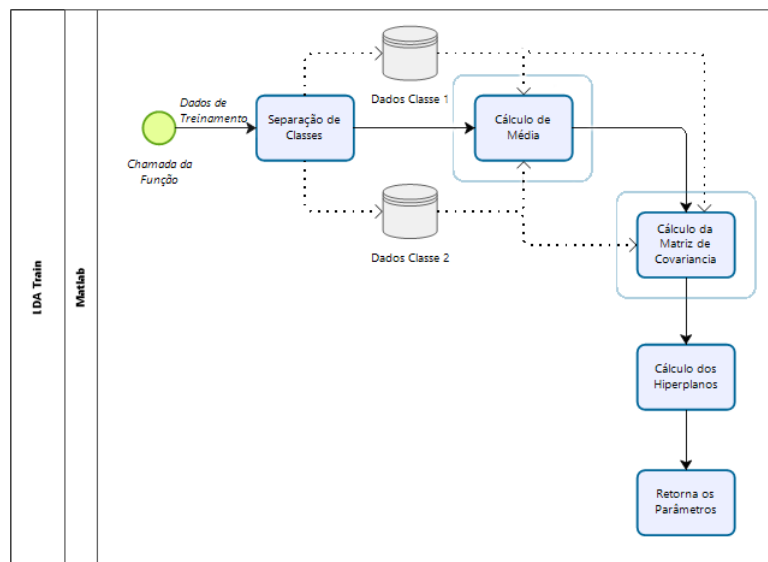 LDA Train
Matlab
Dados de
Treinamento
Chamada da
Função
Separação de
Classes
Dados Classe 1
Cálculo de
Média
Dados Classe 2
Cálculo da
Matriz de
Covariancia
Cálculo dos
Hiperplanos
Retorna os
Parâmetros